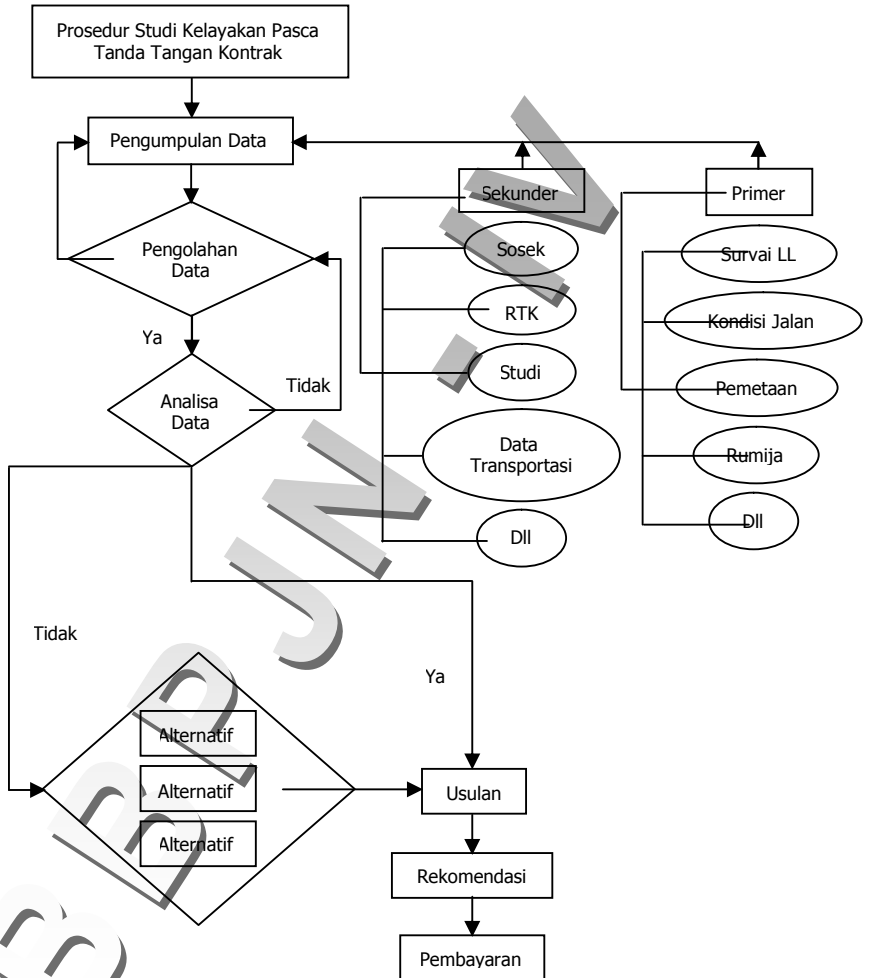 Prosedur Studi Kelayakan Pasca
Tanda Tangan Kontrak
Pengumpulan Data
Sekunder
Primer
Pengolahan
Data
Sosek
Survai LL
RTK
Kondisi Jalan
Ya
Tidak
Studi
Pemetaan
Analisa
Data
Data
Transportasi
Rumija
Dll
Dll
Tidak
Ya
Alternatif
Alternatif
Alternatif
Usulan
Rekomendasi
Pembayaran
BBPJN.IV